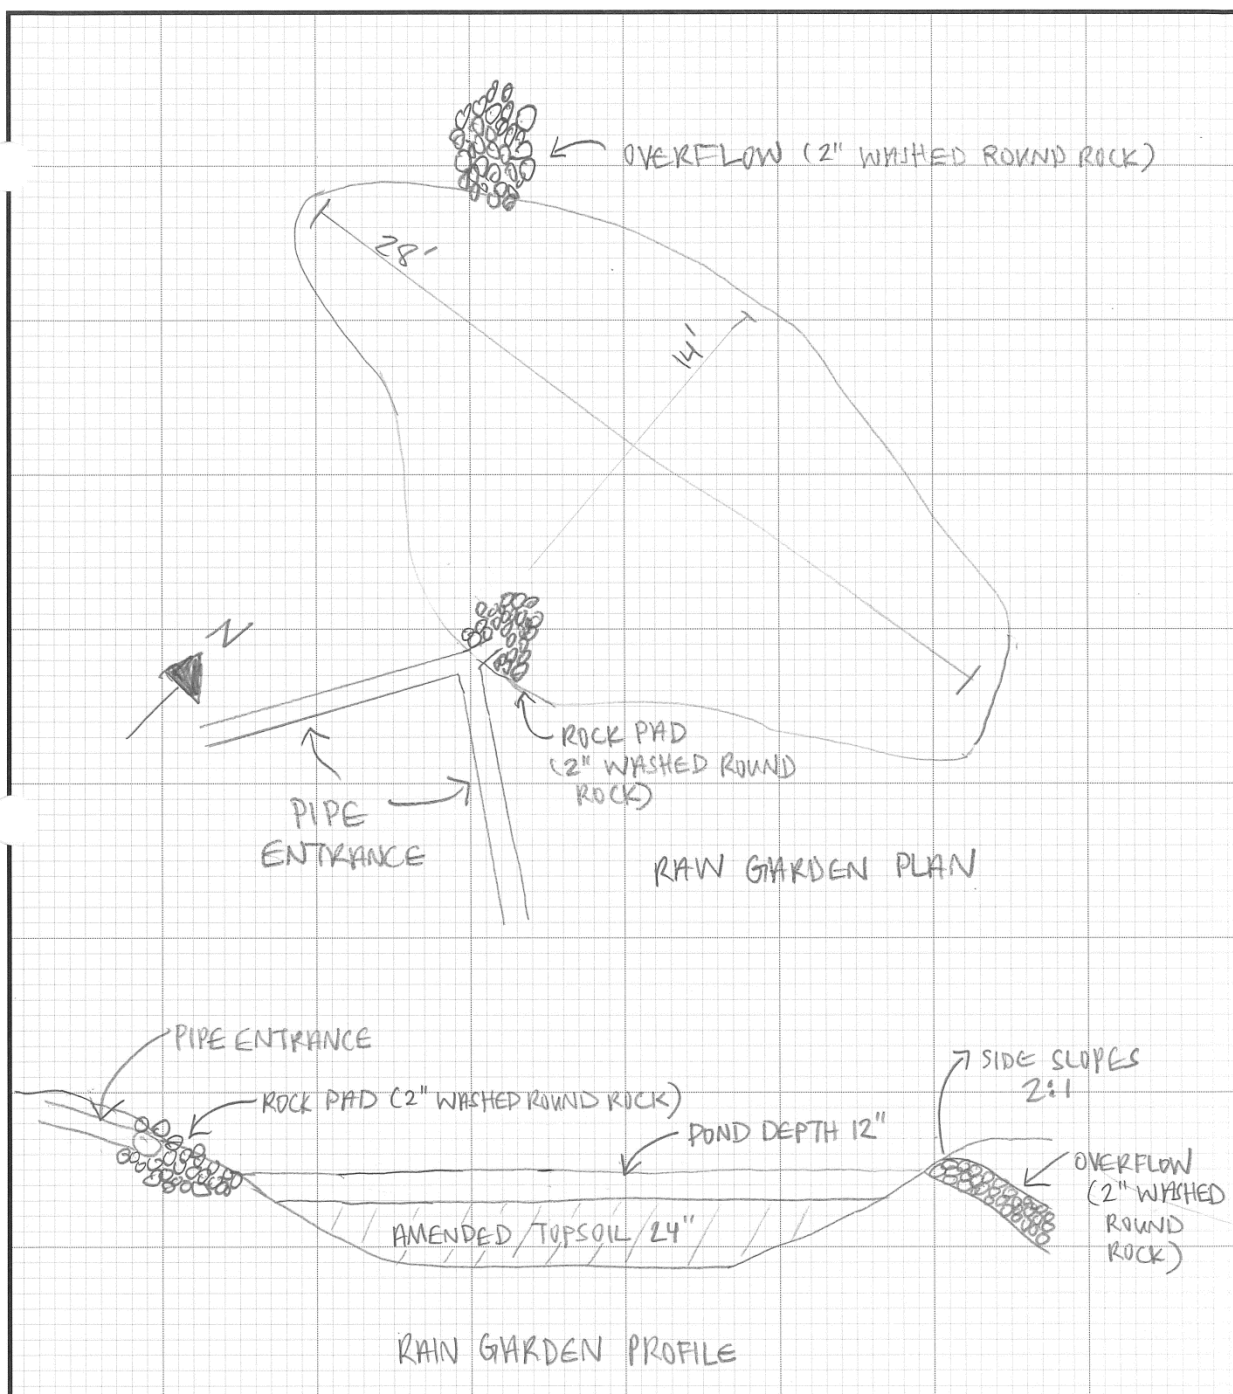 OVERFLOW (2" WASHED ROUND ROCK)
28'
14'
N
ROCK PAD
(2" WASHED ROUND
ROCK)
PIPE
ENTRANCE
RAIN GARDEN PLAN
PIPE ENTRANCE
ROCK PAD (2" WASHED ROUND ROCK)
POND DEPTH 12"
SIDE SLOPES
2:1
OVERFLOW
(2" WASHED
ROUND
ROCK)
AMENDED TOPSOIL 24"
RAIN GARDEN PROFILE